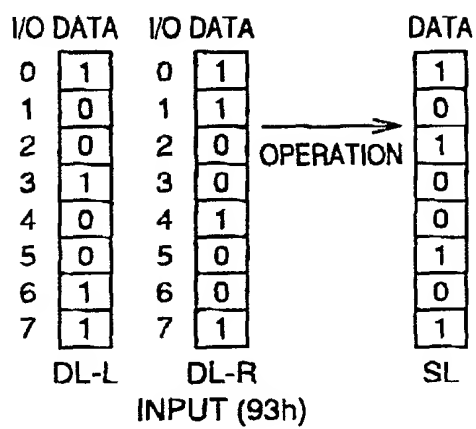 I/O DATA I/O DATA DATA
0 1 0 1 1
1 0 1 1 0
2 0 2 0 1
3 1 3 0 0
OPERATION
4 0 4 1 0
5 0 5 0 1
6 1 6 0 0
7 1 7 1 1
DL-L DL-R SL
INPUT (93h)